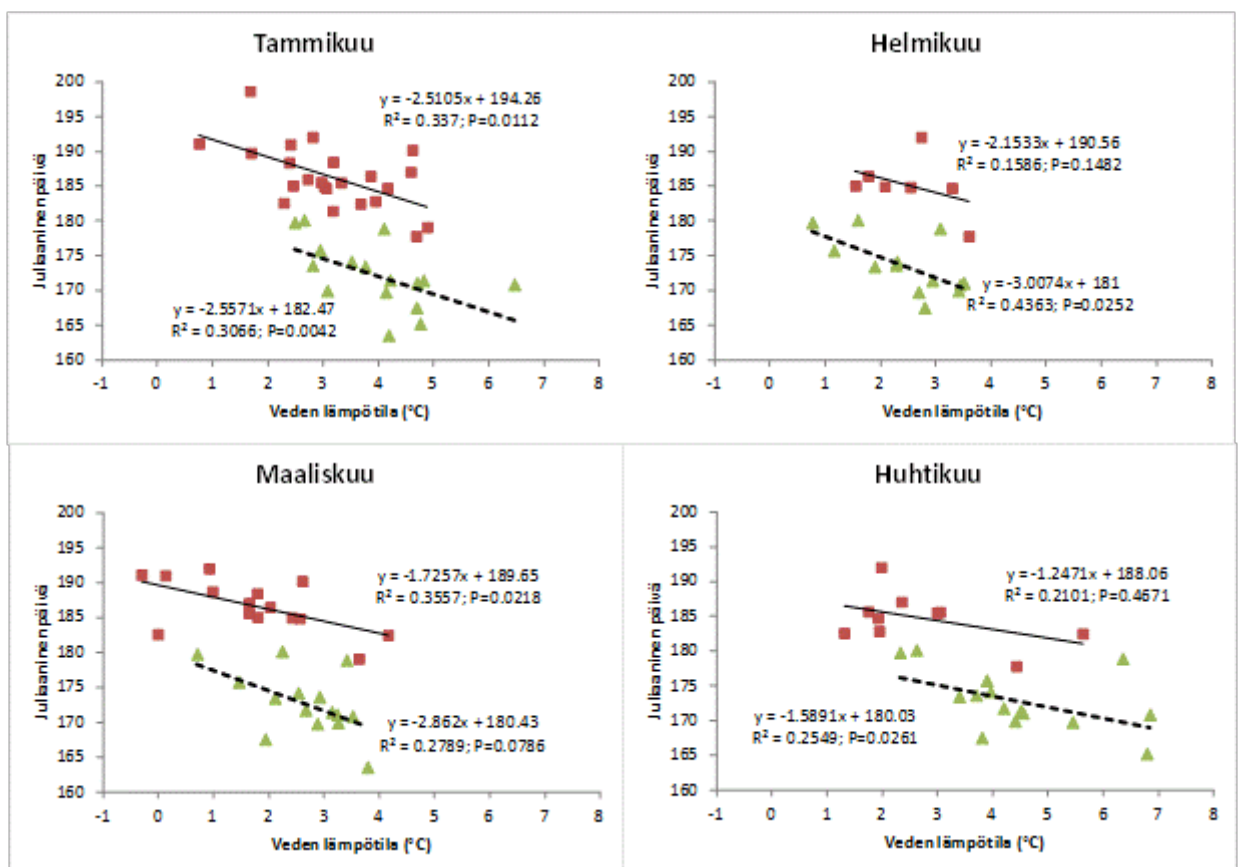 Tammikuu
200
195
190
185
180
175
170
165
160
Juliaaninen päivä
y = -2.5105x + 194.26
R² = 0.337; P=0.0112
y = -2.5571x + 182.47
R² = 0.3066; P=0.0042
-1 0 1 2 3 4 5 6 7 8
Veden lämpötila (°C)
Helmikuu
200
195
190
185
180
175
170
165
160
Juliaaninen päivä
y = -2.1533x + 190.56
R² = 0.1586; P=0.1482
y = -3.0074x + 181
R² = 0.4363; P=0.0252
-1 0 1 2 3 4 5 6 7 8
Veden lämpötila (°C)
Maaliskuu
200
195
190
185
180
175
170
165
160
Juliaaninen päivä
y = -1.7257x + 189.65
R² = 0.3557; P=0.0218
y = -2.862x + 180.43
R² = 0.2789; P=0.0786
-1 0 1 2 3 4 5 6 7 8
Veden lämpötila (°C)
Huhtikuu
200
195
190
185
180
175
170
165
160
Juliaaninen päivä
y = -1.2471x + 188.06
R² = 0.2101; P=0.4671
y = -1.5891x + 180.03
R² = 0.2549; P=0.0261
-1 0 1 2 3 4 5 6 7 8
Veden lämpötila (°C)